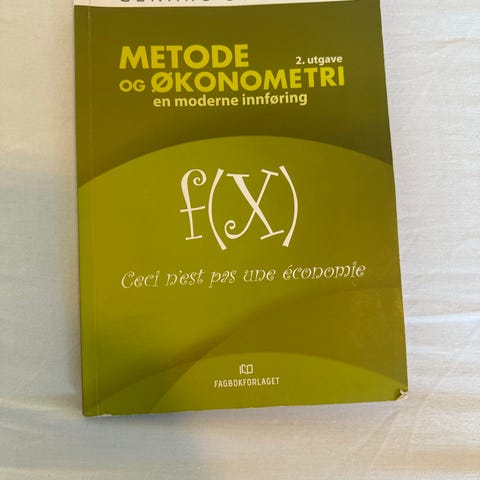 METODE
2. utgave
OG ØKONOMETRI
en moderne innføring
f(X)
Ceci n'est pas une économie
FAGBOKFORLAGET